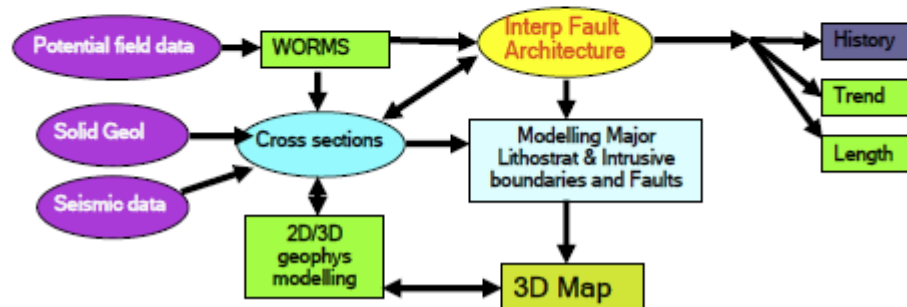 Potential field data
WORMS
Interp Fault
Architecture
History
Trend
Length
Solid Geol
Cross sections
Modelling Major
Lithostrat & Intrusive
boundaries and Faults
Seismic data
2D/3D
geophys
modelling
3D Map